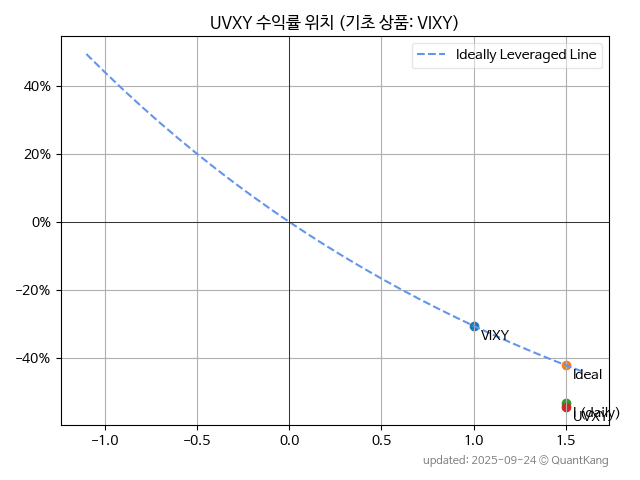 UVXY 수익률 위치 (기초 상품: VIXY)
Ideally Leveraged Line
40%
20%
0%
−20%
−40%
VIXY
Ideal
(daily)
UVXY
−1.0
−0.5
0.0
0.5
1.0
1.5
updated: 2025-09-24 © QuantKang